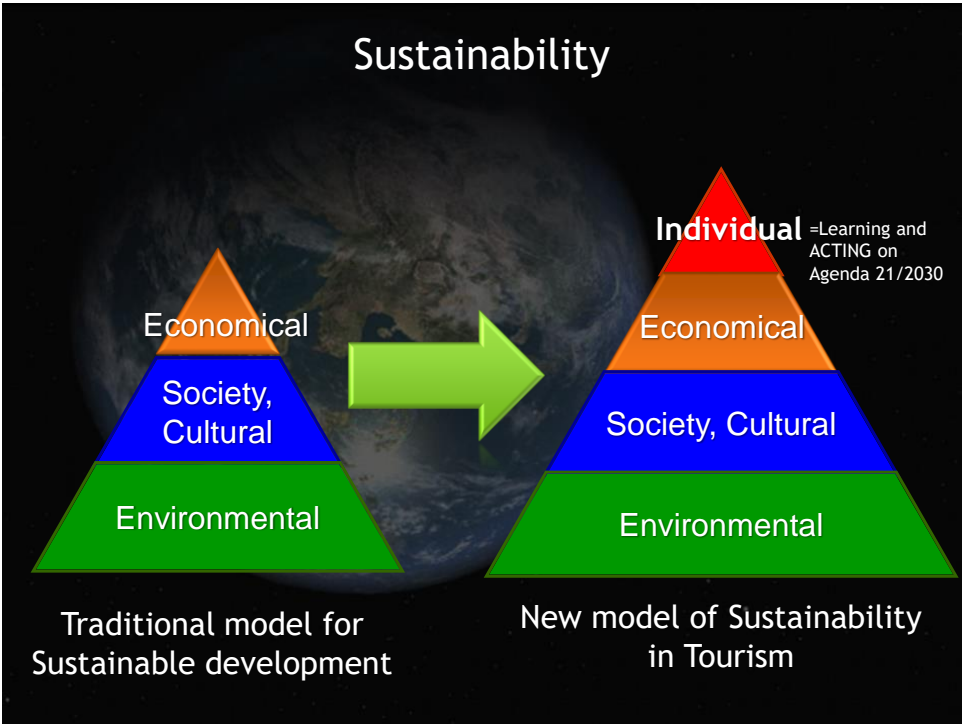 Sustainability
Economical
Society,
Cultural
Environmental
Traditional model for
Sustainable development
Individual
=Learning and
ACTING on
Agenda 21/2030
Economical
Society, Cultural
Environmental
New model of Sustainability
in Tourism